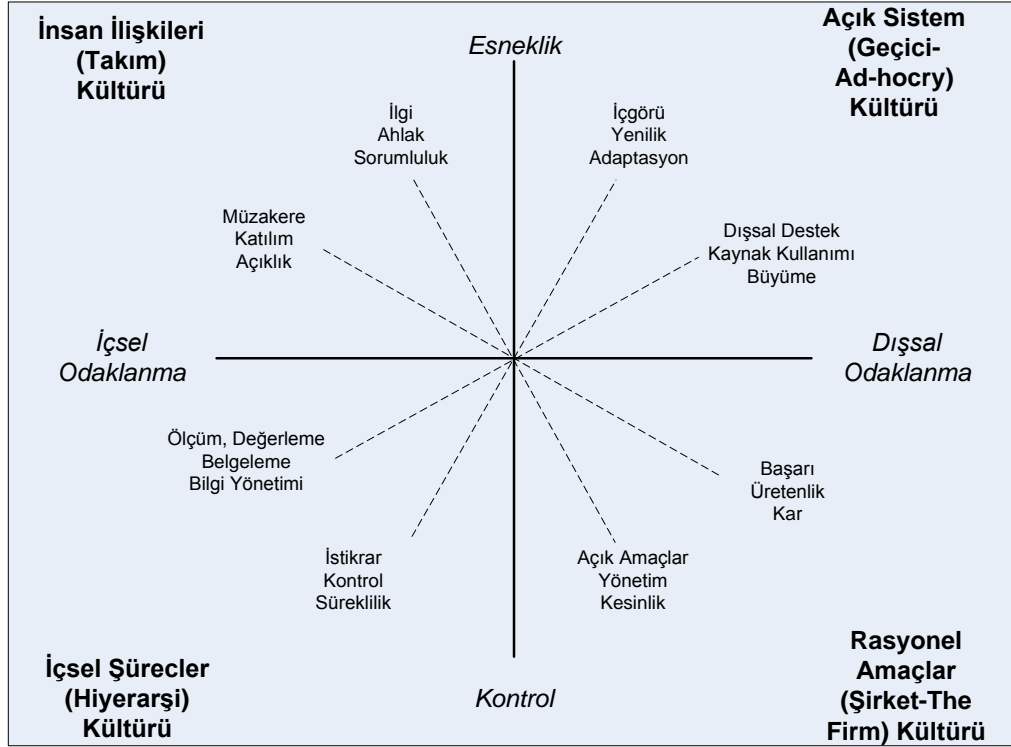 İnsan İlişkileri
(Takım)
Kültürü
Esneklik
Açık Sistem
(Geçici-
Ad-hocry)
Kültürü
İlgi
Ahlak
Sorumluluk
İçgörü
Yenilik
Adaptasyon
Müzakere
Katılım
Açıklık
Dışsal Destek
Kaynak Kullanımı
Büyüme
İçsel
Odaklanma
Dışsal
Odaklanma
Ölçüm, Değerleme
Belgeleme
Bilgi Yönetimi
Başarı
Üretenlik
Kar
İstikrar
Kontrol
Süreklilik
Açık Amaçlar
Yönetim
Kesinlik
İçsel Şürecler
(Hiyerarşi)
Kültürü
Kontrol
Rasyonel
Amaçlar
(Şirket-The
Firm) Kültürü